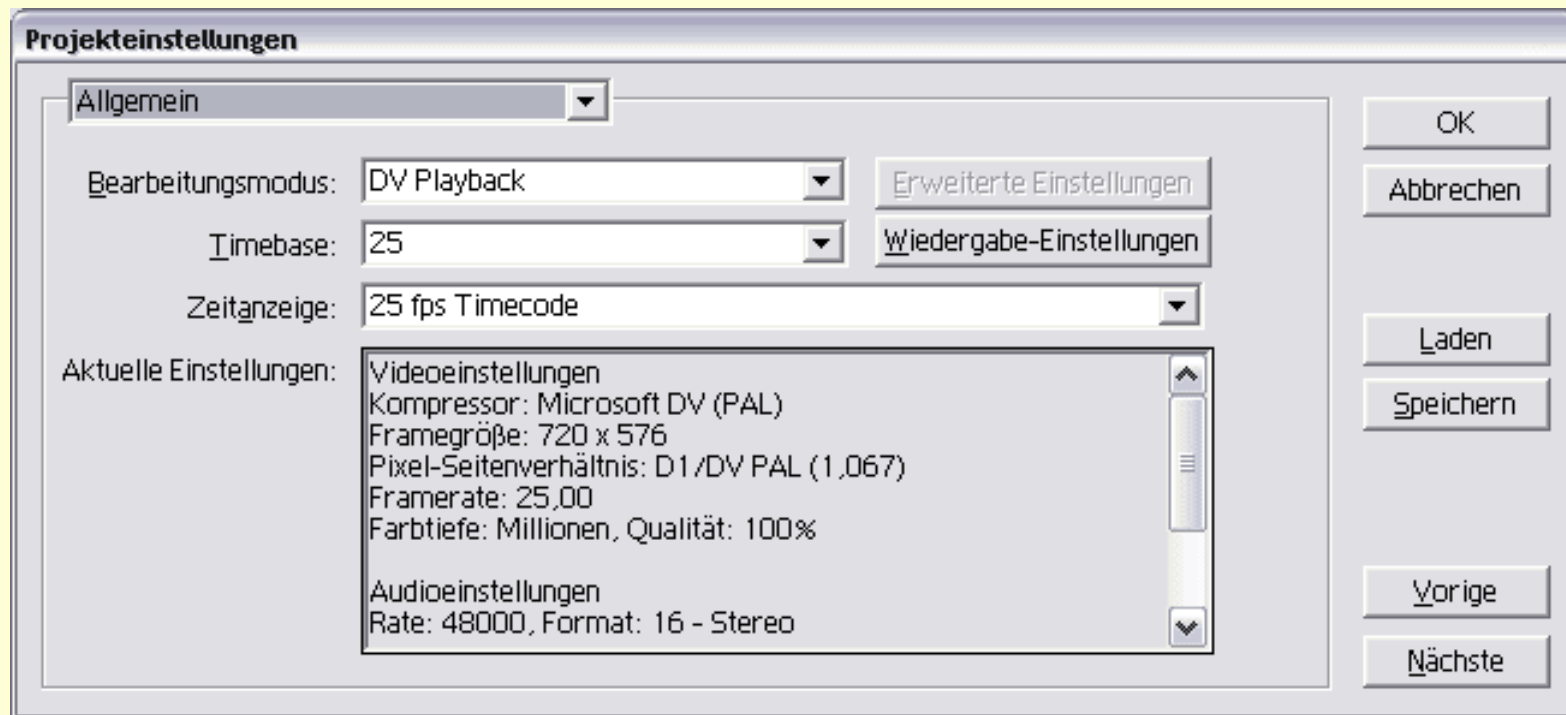 Projekteinstellungen
Allgemein
Bearbeitungsmodus: DV Playback Erweiterte Einstellungen
Timebase: 25 Wiedergabe-Einstellungen
Zeitanzeige: 25 fps Timecode
Aktuelle Einstellungen: Videoeinstellungen
Kompressor: Microsoft DV (PAL)
Framegröße: 720 x 576
Pixel-Seitenverhältnis: D1/DV PAL (1,067)
Framerate: 25,00
Farbtiefe: Millionen, Qualität: 100%
Audioeinstellungen
Rate: 48000, Format: 16 - Stereo
OK
Abbrechen
Laden
Speichern
Vorige
Nächste